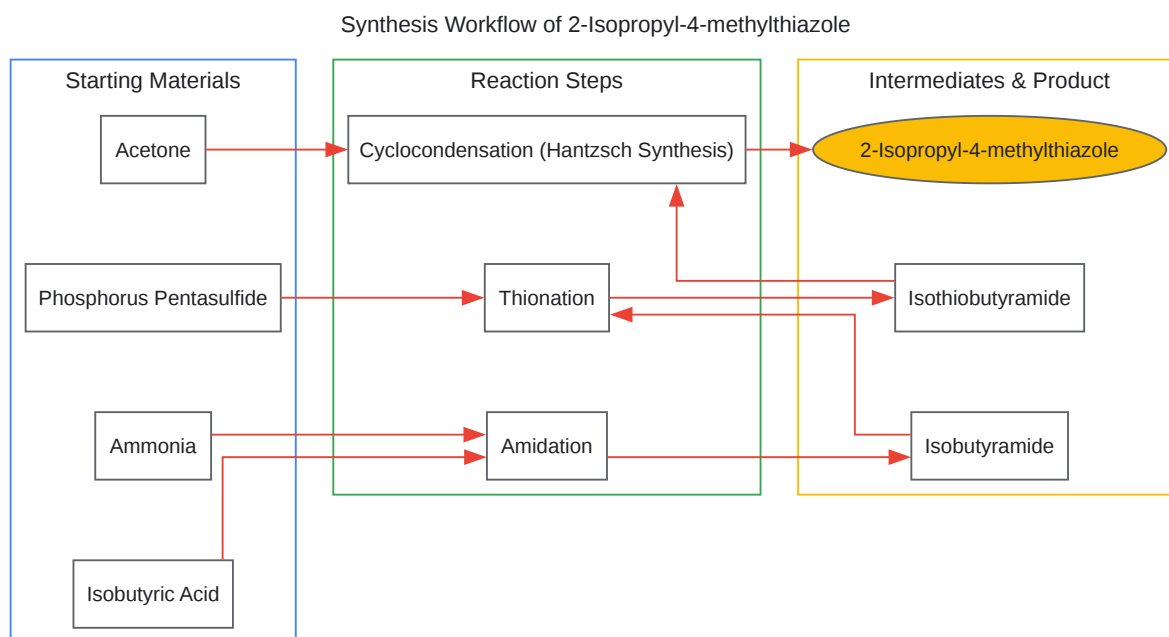 Synthesis Workflow of 2-Isopropyl-4-methylthiazole
Starting Materials
Reaction Steps
Intermediates & Product
Acetone
Cyclocondensation (Hantzsch Synthesis)
2-Isopropyl-4-methylthiazole
Phosphorus Pentasulfide
Thionation
Isothiobutyramide
Ammonia
Amidation
Isobutyramide
Isobutyric Acid